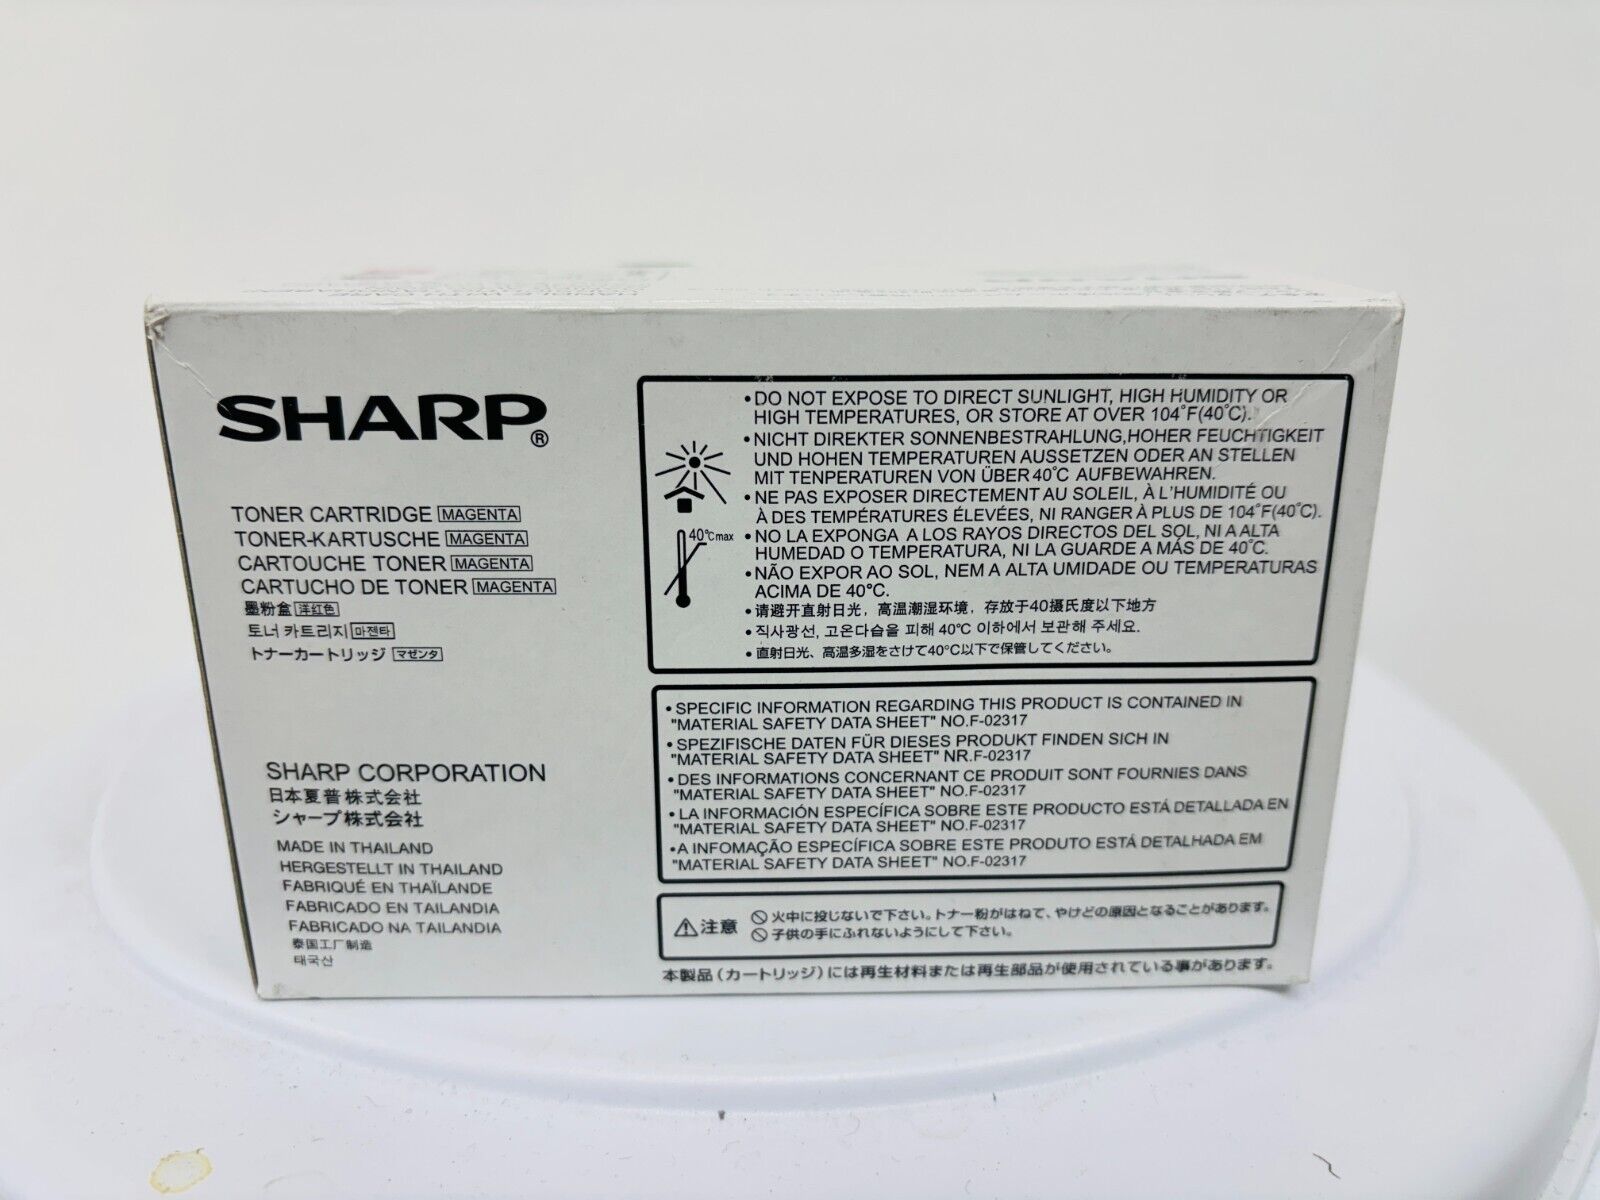 SHARP®
TONER CARTRIDGE MAGENTA
TONER-KARTUSCHE MAGENTA
CARTOUCHE TONER MAGENTA
CARTUCHO DE TONER MAGENTA
墨粉盒 洋红色
토너 카트리지 마젠타
トナーカートリッジ マゼンタ
SHARP CORPORATION
日本夏普株式会社
シャープ株式会社
MADE IN THAILAND
HERGESTELLT IN THAILAND
FABRIQUÉ EN THAÏLANDE
FABRICADO EN TAILANDIA
FABRICADO NA TAILANDIA
泰国工厂制造
태국산
40℃max
•DO NOT EXPOSE TO DIRECT SUNLIGHT, HIGH HUMIDITY OR
HIGH TEMPERATURES, OR STORE AT OVER 104°F(40℃).
•NICHT DIREKTER SONNENBESTRAHLUNG,HOHER FEUCHTIGKEIT
UND HOHEN TEMPERATUREN AUSSETZEN ODER AN STELLEN
MIT TENPERATUREN VON ÜBER 40℃ AUFBEWAHREN.
•NE PAS EXPOSER DIRECTEMENT AU SOLEIL, À L'HUMIDITÉ OU
À DES TEMPÉRATURES ÉLEVÉES, NI RANGER À PLUS DE 104°F(40℃).
•NO LA EXPONGA A LOS RAYOS DIRECTOS DEL SOL, NI A ALTA
HUMEDAD O TEMPERATURA, NI LA GUARDE A MÁS DE 40℃.
•NÃO EXPOR AO SOL, NEM A ALTA UMIDADE OU TEMPERATURAS
ACIMA DE 40°C.
•请避开直射日光，高温潮湿环境，存放于40摄氏度以下地方
•직사광선, 고온다습을 피해 40℃ 이하에서 보관해 주세요.
•直射日光、高温多湿をさけて40℃以下で保管してください。
•SPECIFIC INFORMATION REGARDING THIS PRODUCT IS CONTAINED IN
"MATERIAL SAFETY DATA SHEET" NO.F-02317
•SPEZIFISCHE DATEN FÜR DIESES PRODUKT FINDEN SICH IN
"MATERIAL SAFETY DATA SHEET" NR.F-02317
•DES INFORMATIONS CONCERNANT CE PRODUIT SONT FOURNIES DANS
"MATERIAL SAFETY DATA SHEET" NO.F-02317
•LA INFORMACIÓN ESPECÍFICA SOBRE ESTE PRODUCTO ESTÁ DETALLADA EN
"MATERIAL SAFETY DATA SHEET" NO.F-02317
•A INFOMAÇÃO ESPECÍFICA SOBRE ESTE PRODUTO ESTÁ DETALHADA EM
"MATERIAL SAFETY DATA SHEET" NO.F-02317
注意
火中に投じないで下さい。トナー粉がはねて、やけどの原因となることがあります。
子供の手にふれないようにして下さい。
本製品（カートリッジ）には再生材料または再生部品が使用されている事があります。